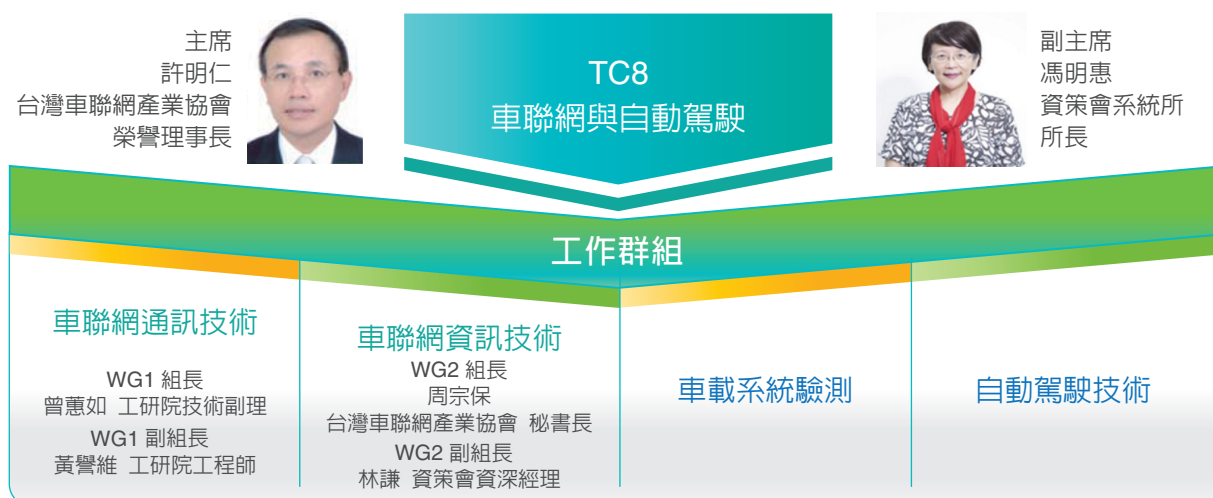 主席
許明仁
台灣車聯網產業協會
榮譽理事長
TC8
車聯網與自動駕駛
副主席
馮明惠
資策會系統所
所長
工作群組
車聯網通訊技術
WG1 組長
曾蕙如 工研院技術副理
WG1 副組長
黃譽維 工研院工程師
車聯網資訊技術
WG2 組長
周宗保
台灣車聯網產業協會 秘書長
WG2 副組長
林謙 資策會資深經理
車載系統驗測
自動駕駛技術